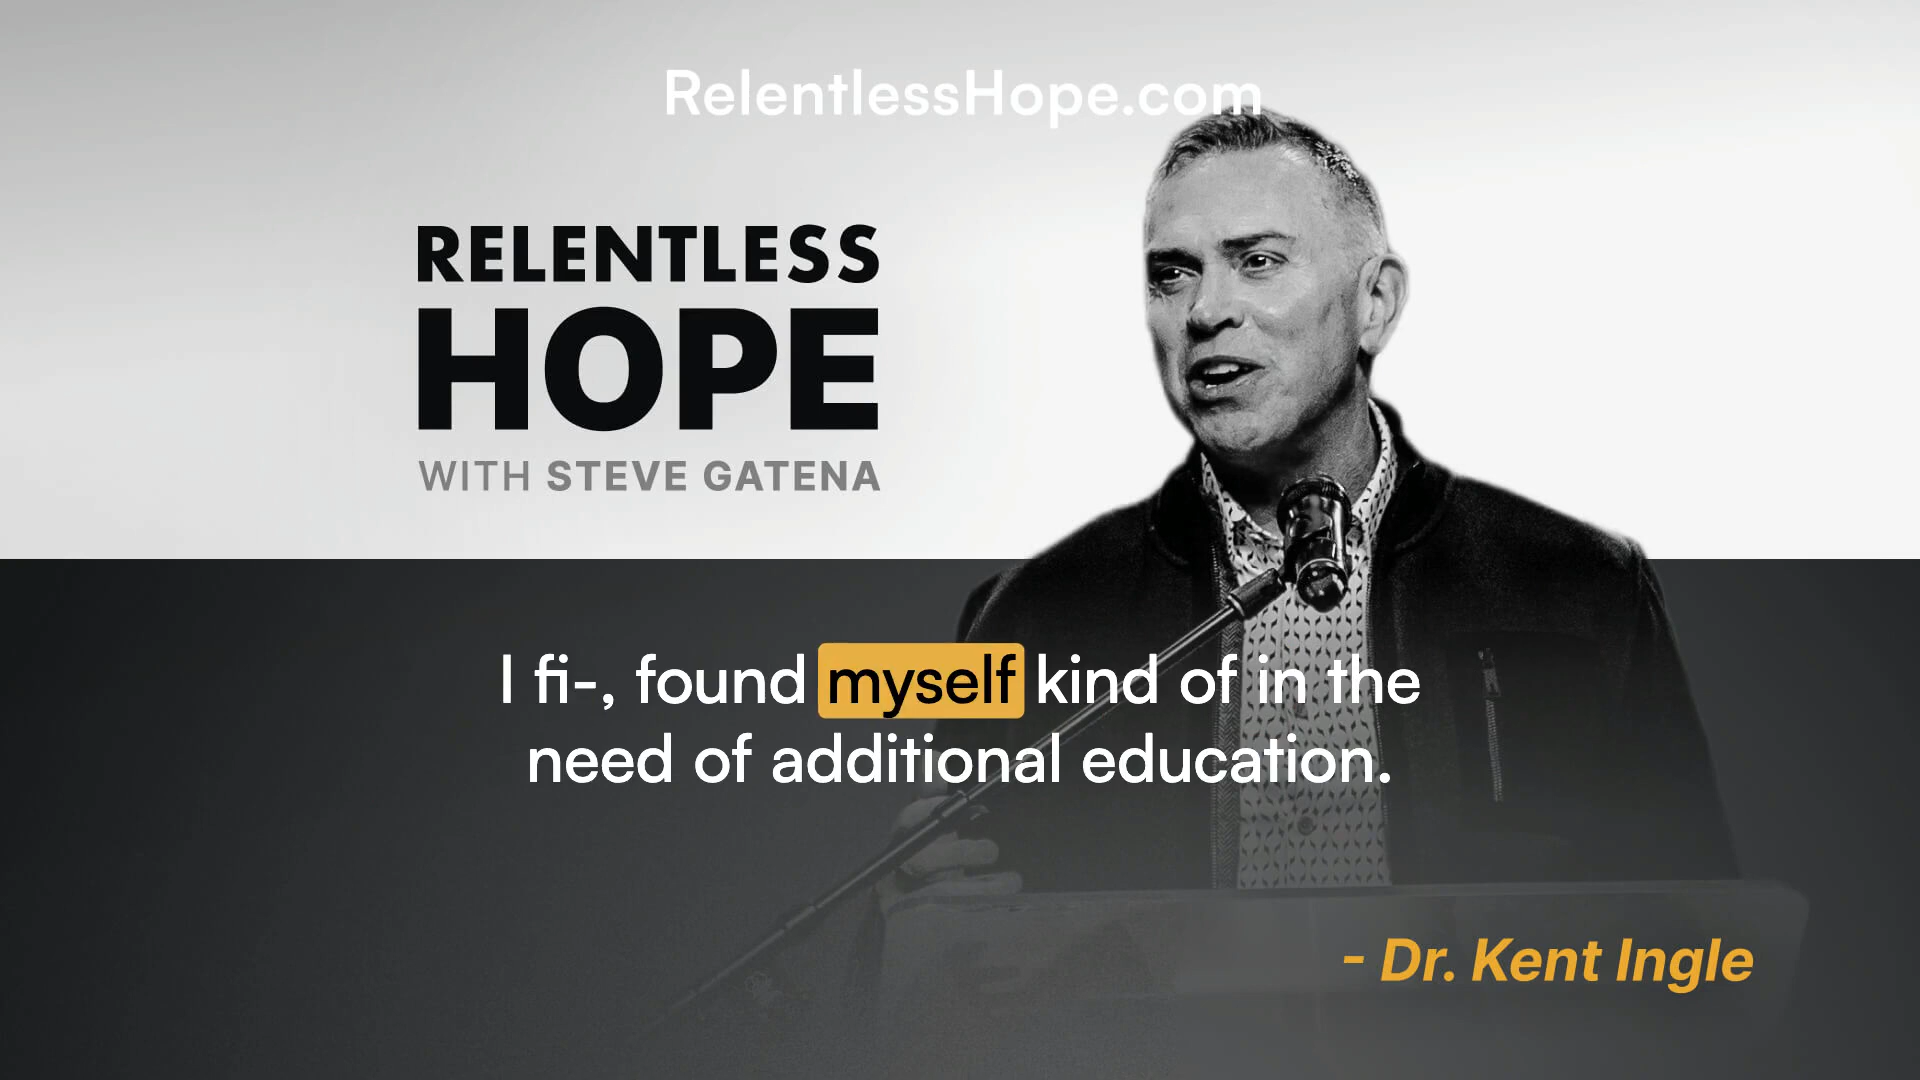 RelentlessHope.com
RELENTLESS
HOPE
WITH STEVE GATENA
I fi-, found myself kind of in the
need of additional education.
- Dr. Kent Ingle